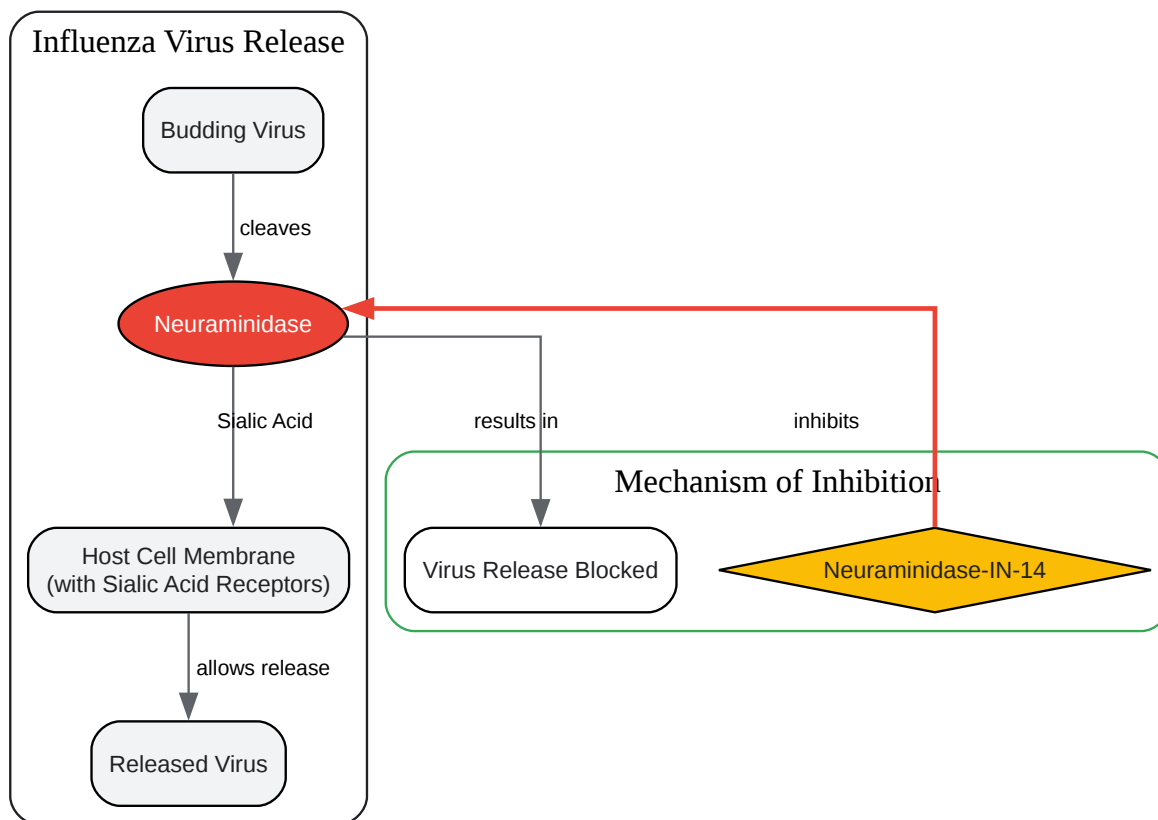 Influenza Virus Release
Budding Virus
cleaves
Neuraminidase
Sialic Acid
results in
inhibits
Mechanism of Inhibition
Host Cell Membrane
(with Sialic Acid Receptors)
Virus Release Blocked
Neuraminidase-IN-14
allows release
Released Virus